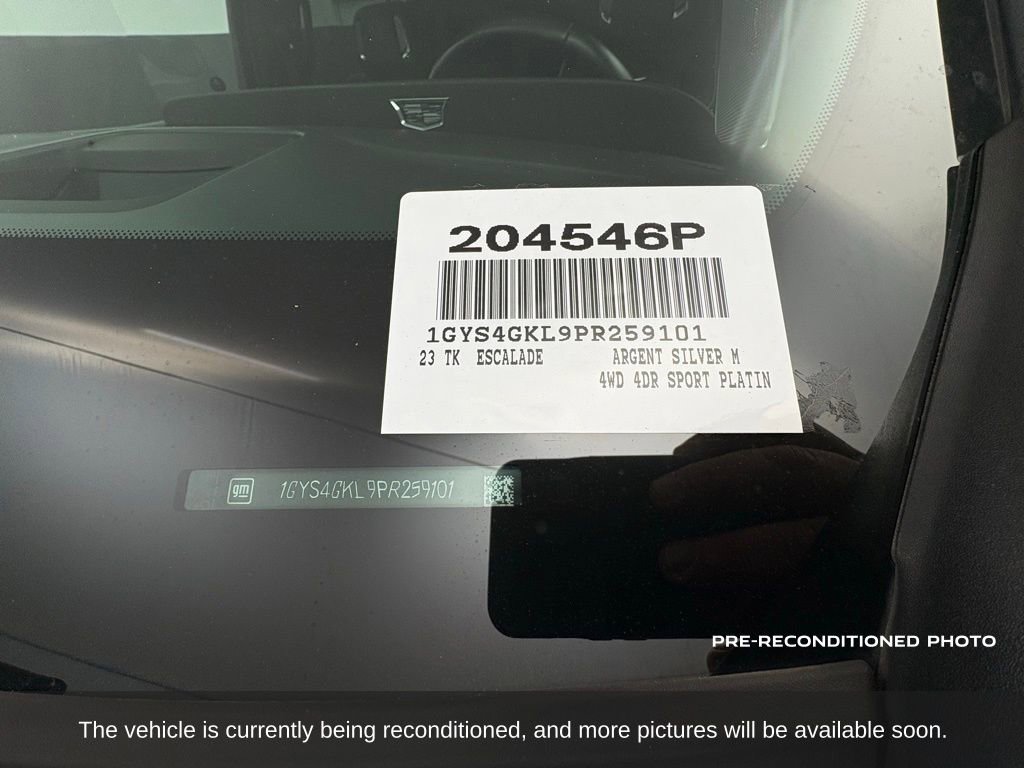 204546P
1GYS4GKL9PR259101
23 TK ESCALADE ARGENT SILVER M
4WD 4DR SPORT PLATIN
gm 1GYS4GKL9PR259101
PRE-RECONDITIONED PHOTO
The vehicle is currently being reconditioned, and more pictures will be available soon.